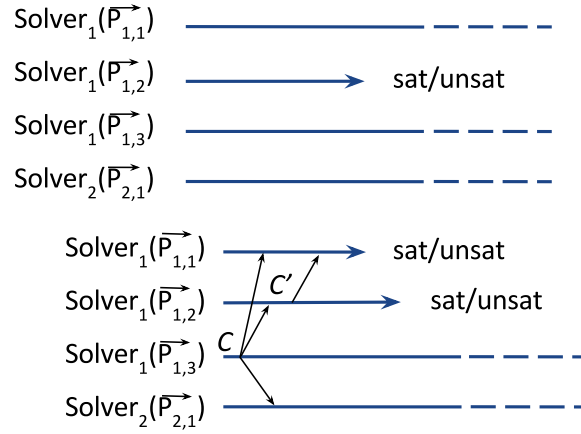 Solver₁(P₁,₁)
Solver₁(P₁,₂) sat/unsat
Solver₁(P₁,₃)
Solver₂(P₂,₁)
Solver₁(P₁,₁) sat/unsat
C'
Solver₁(P₁,₂) sat/unsat
C
Solver₂(P₁,₃)
Solver₂(P₂,₁)